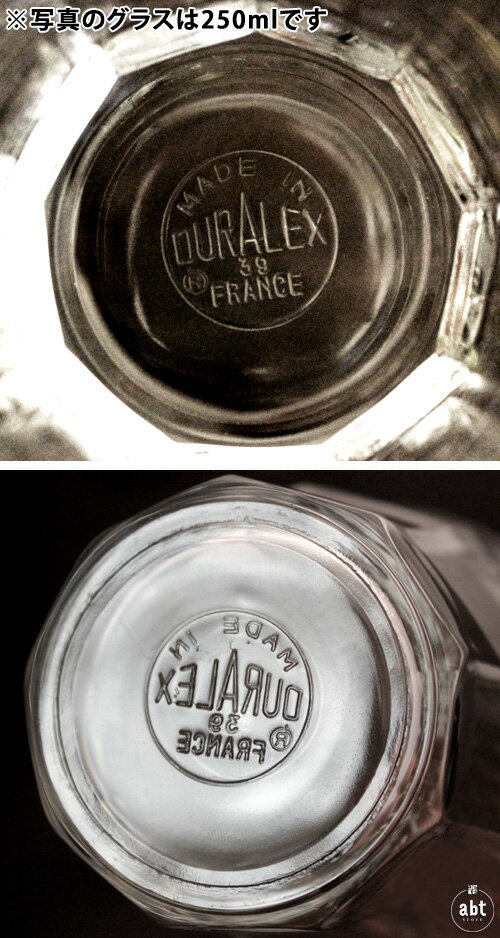 ※写真のグラスは250mlです
MADE IN
DURALEX
39
® FRANCE
MADE IN
DURALEX
39
® FRANCE
abt
store